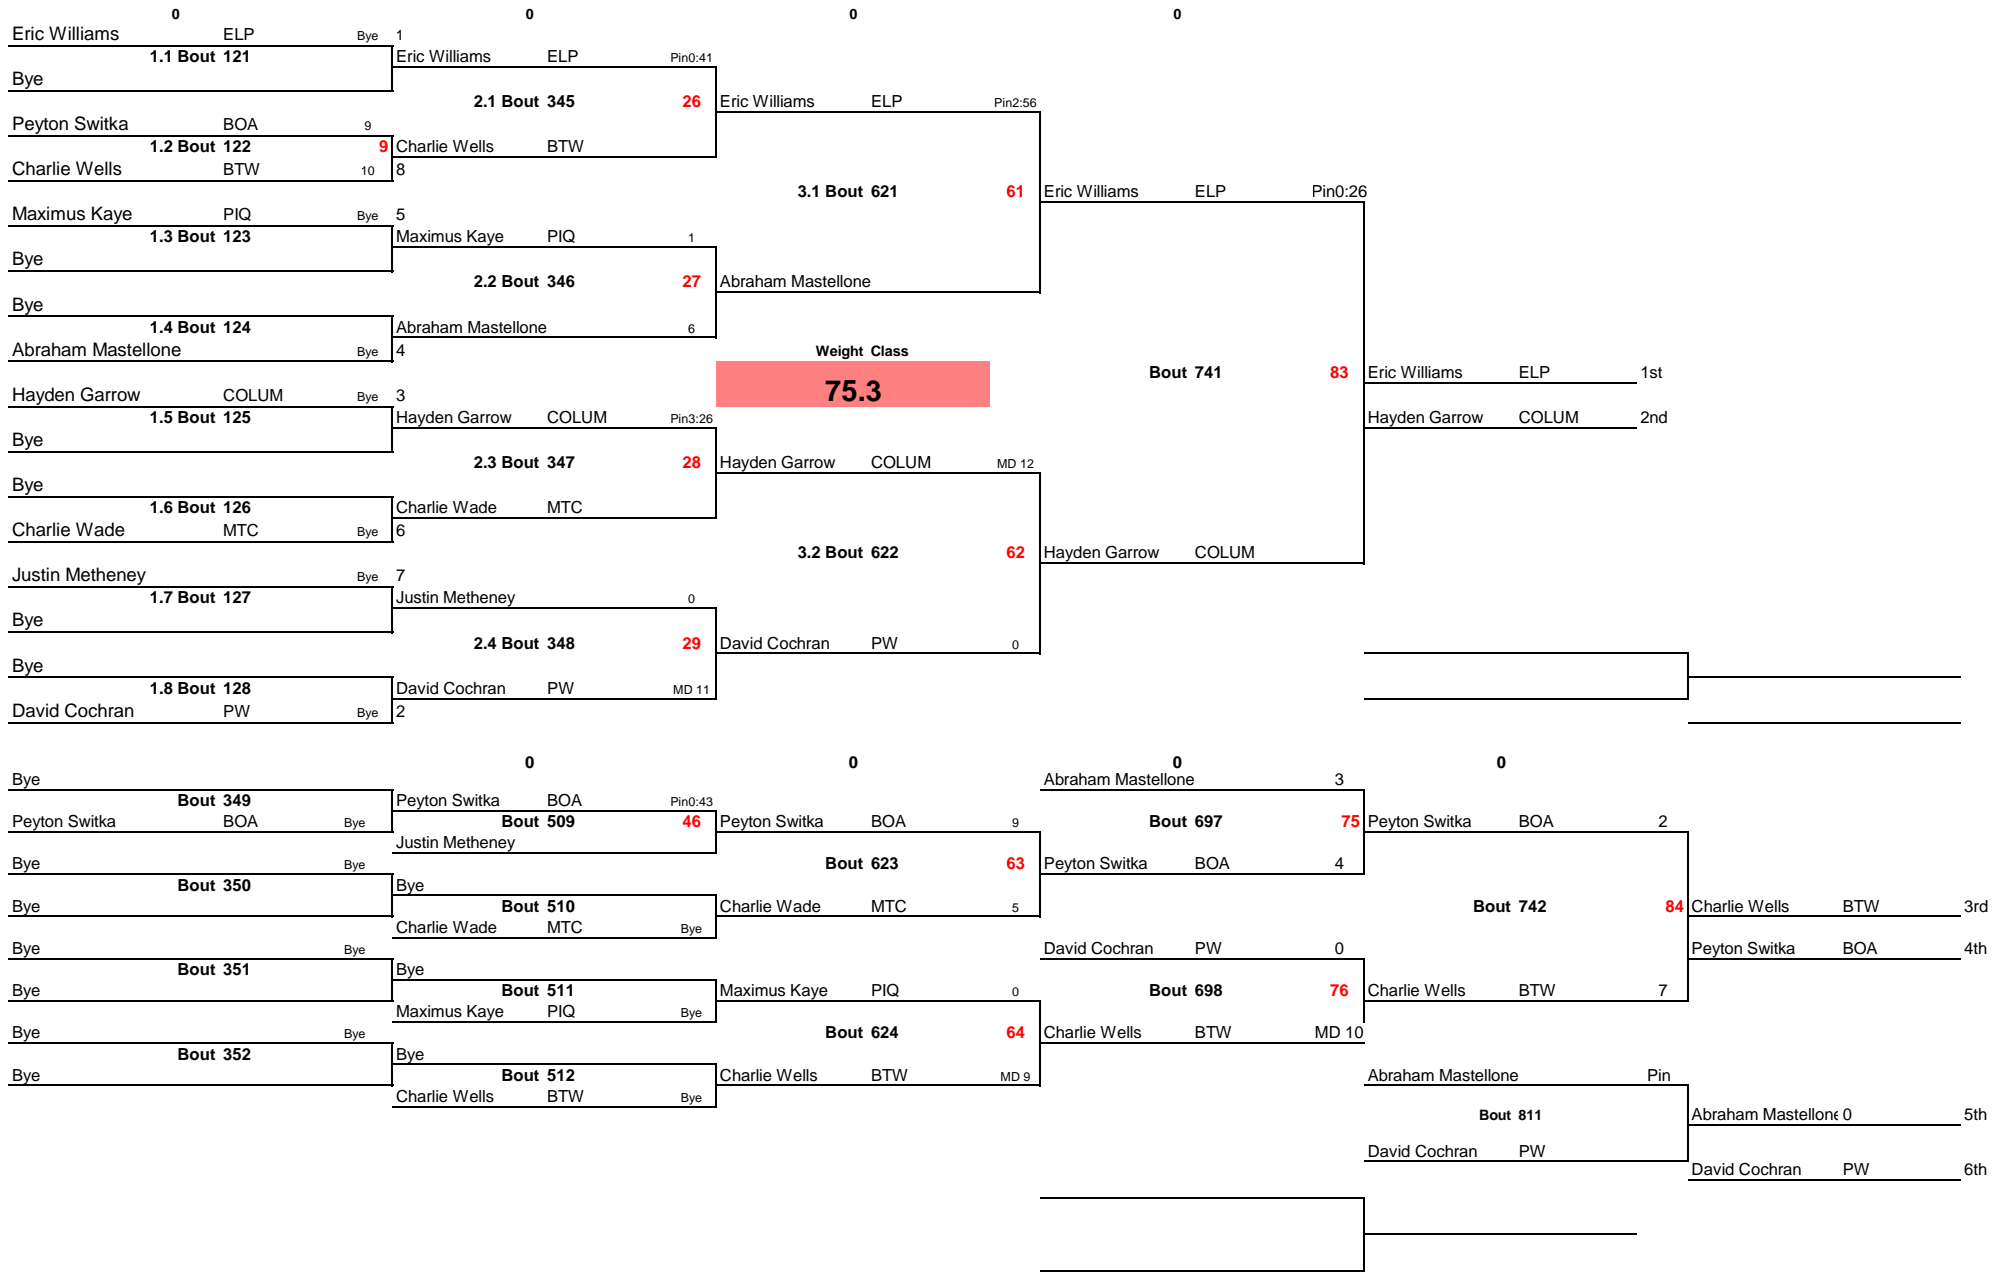 0 0 0 0
Eric Williams ELP Bye 1
1.1 Bout 121 Eric Williams ELP Pin0:41
Bye
2.1 Bout 345 26 Eric Williams ELP Pin2:56
Peyton Switka BOA 9
1.2 Bout 122 9 Charlie Wells BTW
Charlie Wells BTW 10 8
3.1 Bout 621 61 Eric Williams ELP Pin0:26
Maximus Kaye PIQ Bye 5
1.3 Bout 123 Maximus Kaye PIQ 1
Bye
2.2 Bout 346 27 Abraham Mastellone
Bye
1.4 Bout 124 Abraham Mastellone 6
Abraham Mastellone Bye 4 Weight Class
Bout 741 83 Eric Williams ELP 1st
75.3
Hayden Garrow COLUM Bye 3
1.5 Bout 125 Hayden Garrow COLUM Pin3:26 Hayden Garrow COLUM 2nd
Bye
2.3 Bout 347 28 Hayden Garrow COLUM MD 12
Bye
1.6 Bout 126 Charlie Wade MTC
Charlie Wade MTC Bye 6
3.2 Bout 622 62 Hayden Garrow COLUM
Justin Metheney Bye 7
1.7 Bout 127 Justin Metheney 0
Bye
2.4 Bout 348 29 David Cochran PW 0
Bye
1.8 Bout 128 David Cochran PW MD 11
David Cochran PW Bye 2
0 0 0 0
Bye Abraham Mastellone 3
Bout 349 Peyton Switka BOA Pin0:43
Peyton Switka BOA Bye Bout 509 46 Peyton Switka BOA 9 Bout 697 75 Peyton Switka BOA 2
Justin Metheney
Bye Bye Bout 623 63 Peyton Switka BOA 4
Bout 350 Bye
Bye Bout 510 Charlie Wade MTC 5 Bout 742 84 Charlie Wells BTW 3rd
Charlie Wade MTC Bye
Bye Bye David Cochran PW 0 Peyton Switka BOA 4th
Bout 351 Bye
Bye Bout 511 Maximus Kaye PIQ 0 Bout 698 76 Charlie Wells BTW 7
Maximus Kaye PIQ Bye
Bye Bye Bout 624 64 Charlie Wells BTW MD 10
Bout 352 Bye
Bye Bout 512 Charlie Wells BTW MD 9 Abraham Mastellone Pin
Charlie Wells BTW Bye
Bout 811 Abraham Mastellone 0 5th
David Cochran PW
David Cochran PW 6th